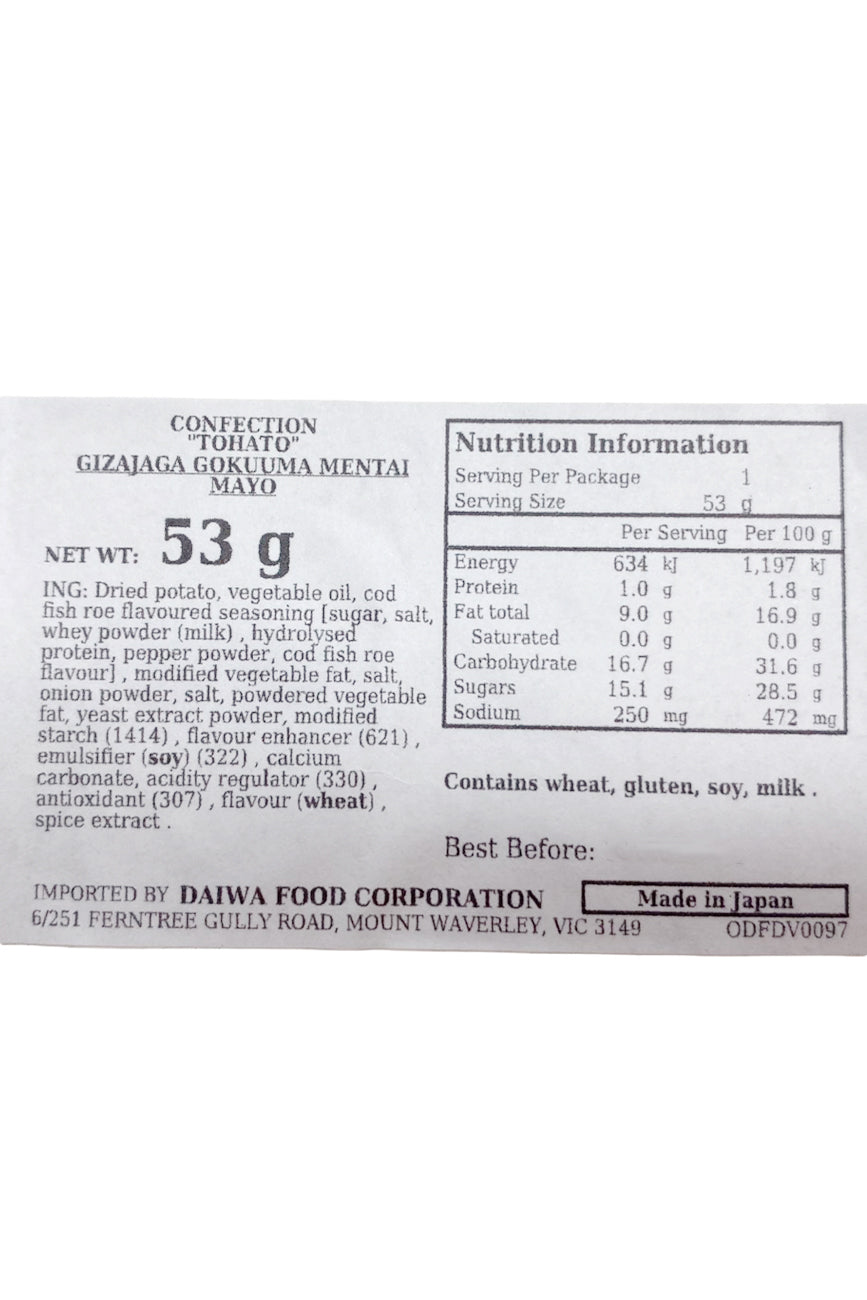 CONFECTION
"TOHATO"
GIZAJAGA GOKUUMA MENTAI
MAYO
NET WT: 53 g
ING: Dried potato, vegetable oil, cod
fish roe flavoured seasoning [sugar, salt,
whey powder (milk) , hydrolysed
protein, pepper powder, cod fish roe
flavour] , modified vegetable fat, salt,
onion powder, salt, powdered vegetable
fat, yeast extract powder, modified
starch (1414) , flavour enhancer (621) ,
emulsifier (soy) (322) , calcium
carbonate, acidity regulator (330) ,
antioxidant (307) , flavour (wheat) ,
spice extract .
Nutrition Information
Serving Per Package 1
Serving Size 53 g
Per Serving Per 100 g
Energy 634 kJ 1,197 kJ
Protein 1.0 g 1.8 g
Fat total 9.0 g 16.9 g
Saturated 0.0 g 0.0 g
Carbohydrate 16.7 g 31.6 g
Sugars 15.1 g 28.5 g
Sodium 250 mg 472 mg
Contains wheat, gluten, soy, milk .
Best Before:
IMPORTED BY DAIWA FOOD CORPORATION
6/251 FERNTREE GULLY ROAD, MOUNT WAVERLEY, VIC 3149
Made in Japan
ODFDV0097